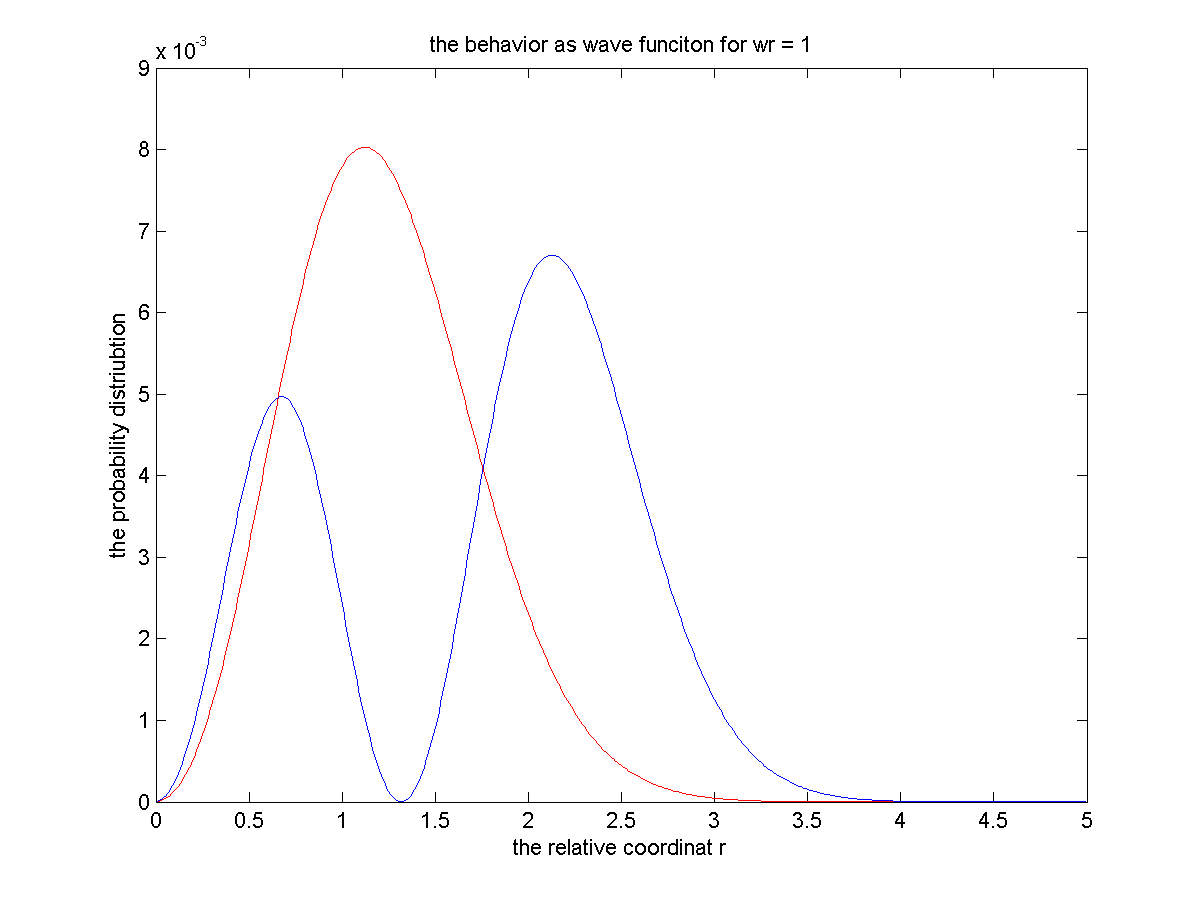 the behavior as wave funciton for wr = 1
x 10-3
9
8
7
6
5
4
3
2
1
0
the probability distriubtion
0 0.5 1 1.5 2 2.5 3 3.5 4 4.5 5
the relative coordinat r